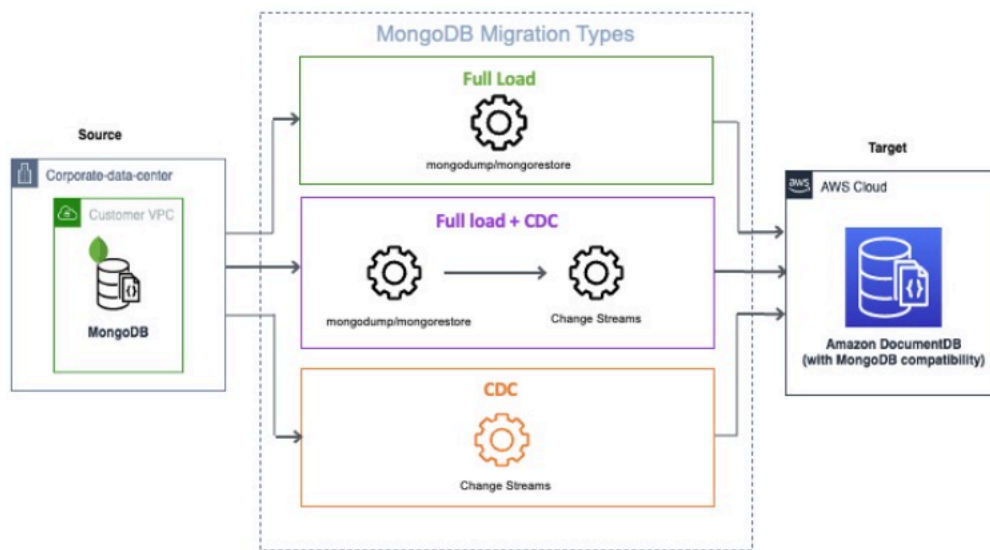 MongoDB Migration Types
Full Load
mongodump/mongorestore
Source
Corporate-data-center
Customer VPC
MongoDB
Full load + CDC
mongodump/mongorestore
Change Streams
CDC
Change Streams
Target
aws
AWS Cloud
{}
Amazon DocumentDB
(with MongoDB compatibility)